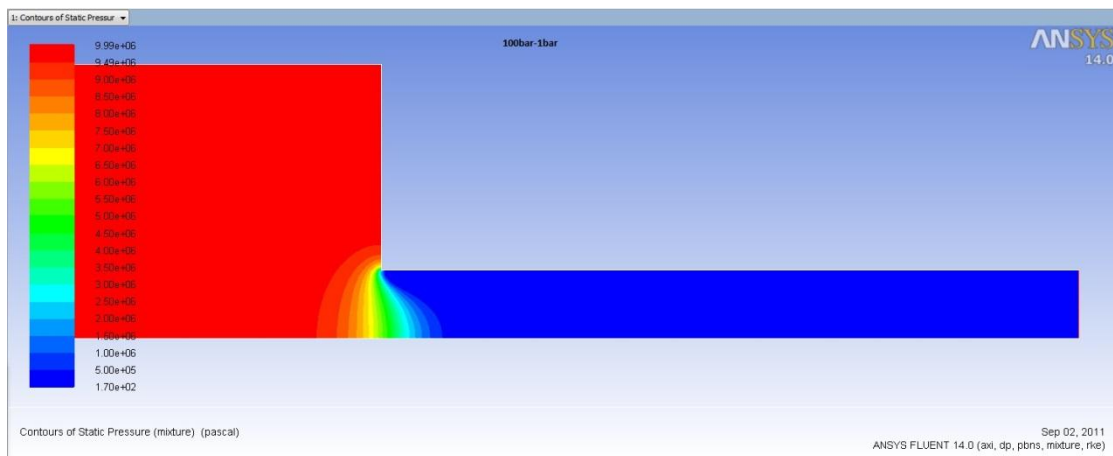 1: Contours of Static Pressur
100bar-1bar
ANSYS
14.0
9.99e+06
9.49e+06
9.00e+06
8.50e+06
8.00e+06
7.50e+06
7.00e+06
6.50e+06
6.00e+06
5.50e+06
5.00e+06
4.50e+06
4.00e+06
3.50e+06
3.00e+06
2.50e+06
2.00e+06
1.50e+06
1.00e+06
5.00e+05
1.70e+02
Contours of Static Pressure (mixture) (pascal)
Sep 02, 2011
ANSYS FLUENT 14.0 (axi, dp, pbns, mixture, rke)